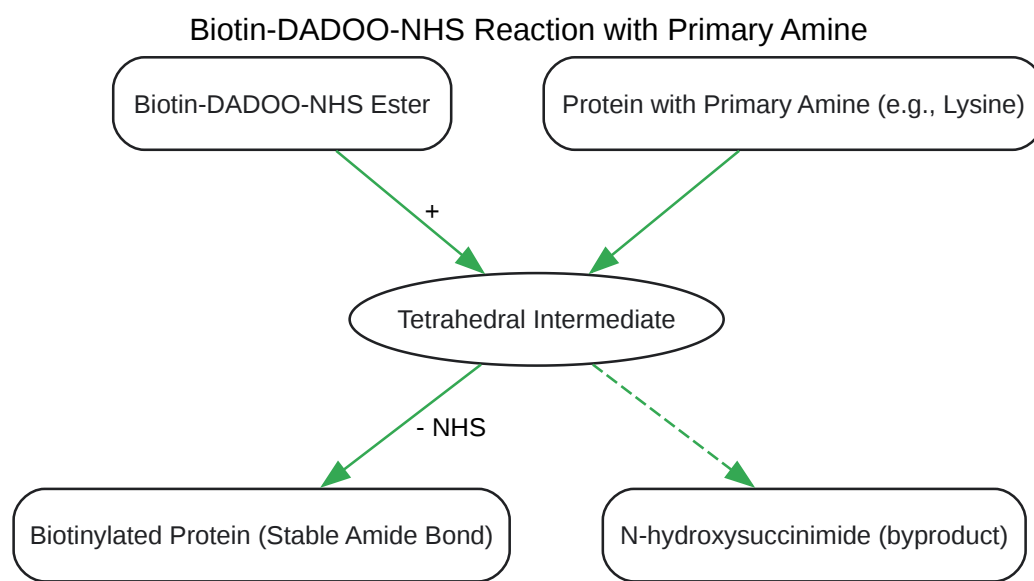 Biotin-DADOO-NHS Reaction with Primary Amine
Biotin-DADOO-NHS Ester
Protein with Primary Amine (e.g., Lysine)
+
Tetrahedral Intermediate
- NHS
Biotinylated Protein (Stable Amide Bond)
N-hydroxysuccinimide (byproduct)